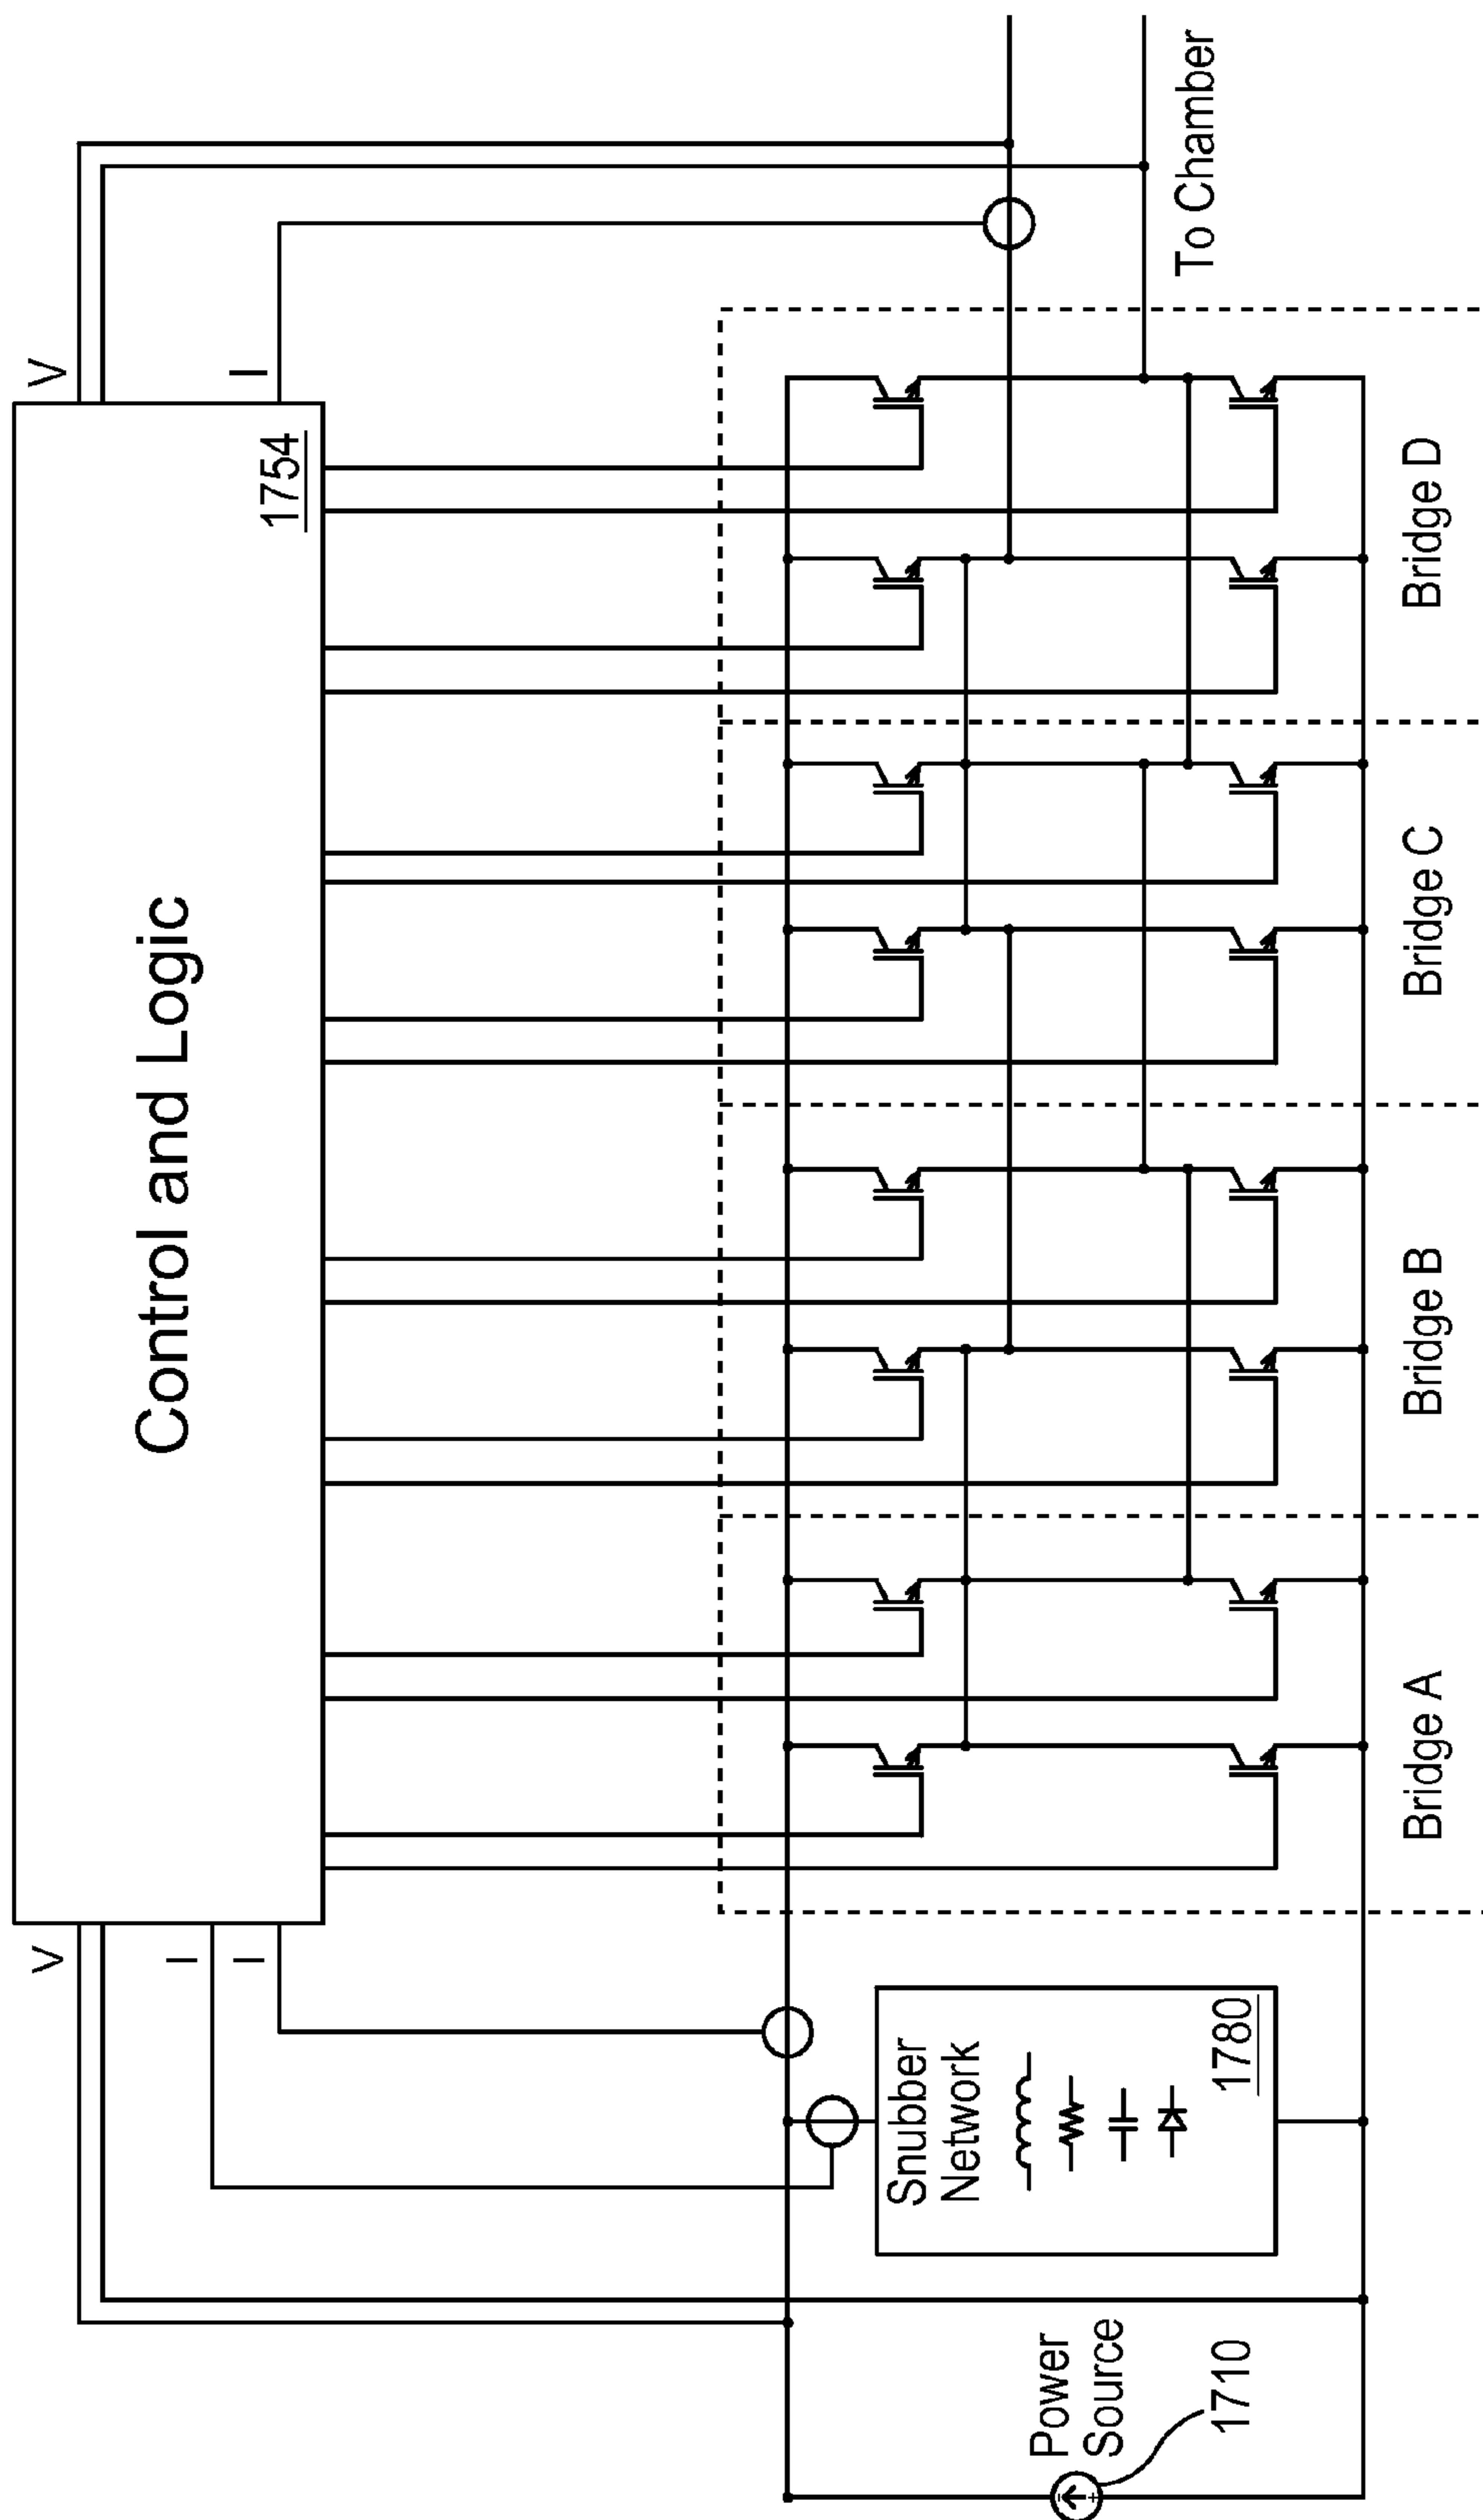 Control and Logic
1754
V
I
V
I
I
To Chamber
Snubber
Network
1780
Power
Source
1710
Bridge A
Bridge B
Bridge C
Bridge D